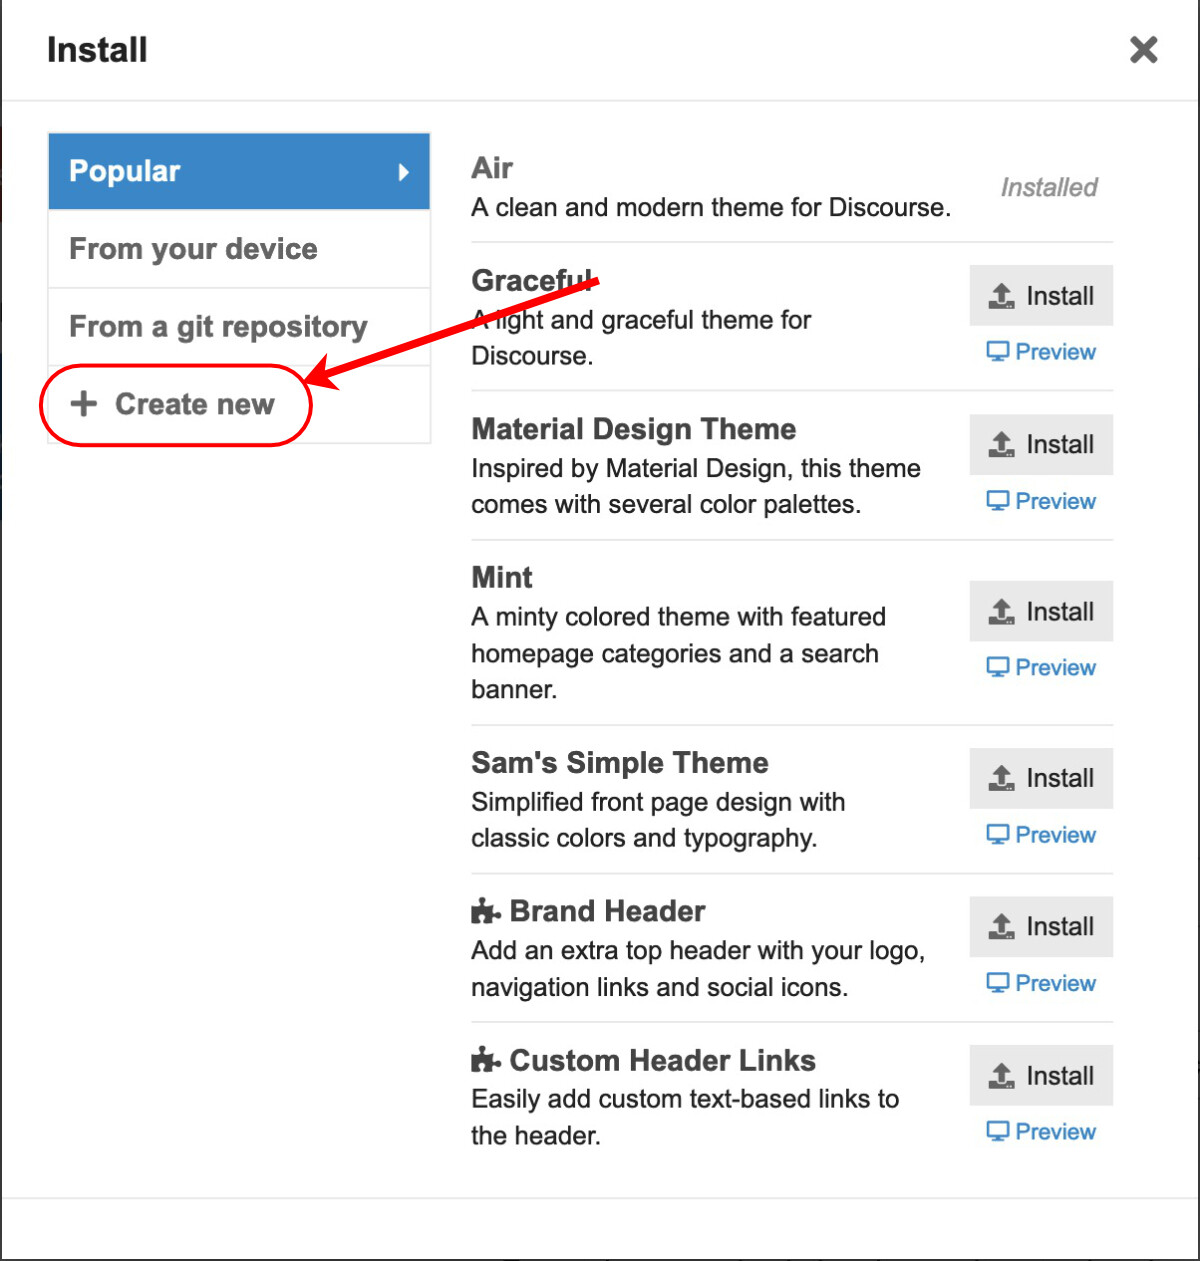 Install
Popular
From your device
From a git repository
Create new
Air
A clean and modern theme for Discourse.
Installed
Graceful
A light and graceful theme for
Discourse.
Install
Preview
Material Design Theme
Inspired by Material Design, this theme
comes with several color palettes.
Install
Preview
Mint
A minty colored theme with featured
homepage categories and a search
banner.
Install
Preview
Sam's Simple Theme
Simplified front page design with
classic colors and typography.
Install
Preview
Brand Header
Add an extra top header with your logo,
navigation links and social icons.
Install
Preview
Custom Header Links
Easily add custom text-based links to
the header.
Install
Preview